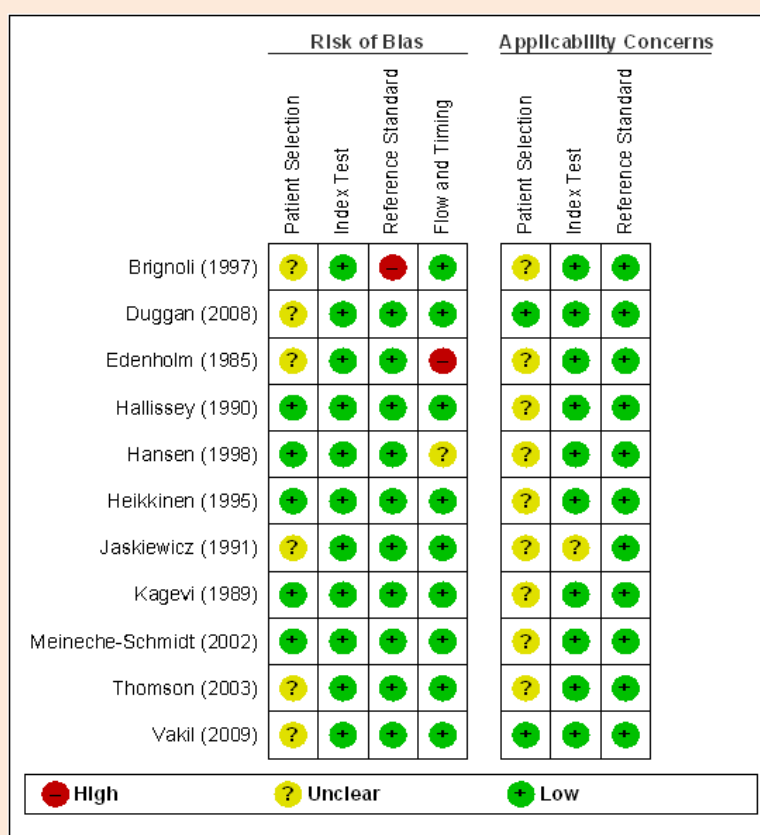 Risk of Bias Applicability Concerns
Patient Selection
Index Test
Reference Standard
Flow and Timing
Patient Selection
Index Test
Reference Standard
Brignoli (1997) ? + – + ? + +
Duggan (2008) ? + + + + + +
Edenholm (1985) ? + + – ? + +
Hallissey (1990) + + + + ? + +
Hansen (1998) + + + ? ? + +
Heikkinen (1995) + + + + ? + +
Jaskiewicz (1991) ? + + + ? ? +
Kagevi (1989) + + + + ? + +
Meineche-Schmidt (2002) + + + + ? + +
Thomson (2003) ? + + + ? + +
Vakil (2009) ? + + + + + +
– High ? Unclear + Low